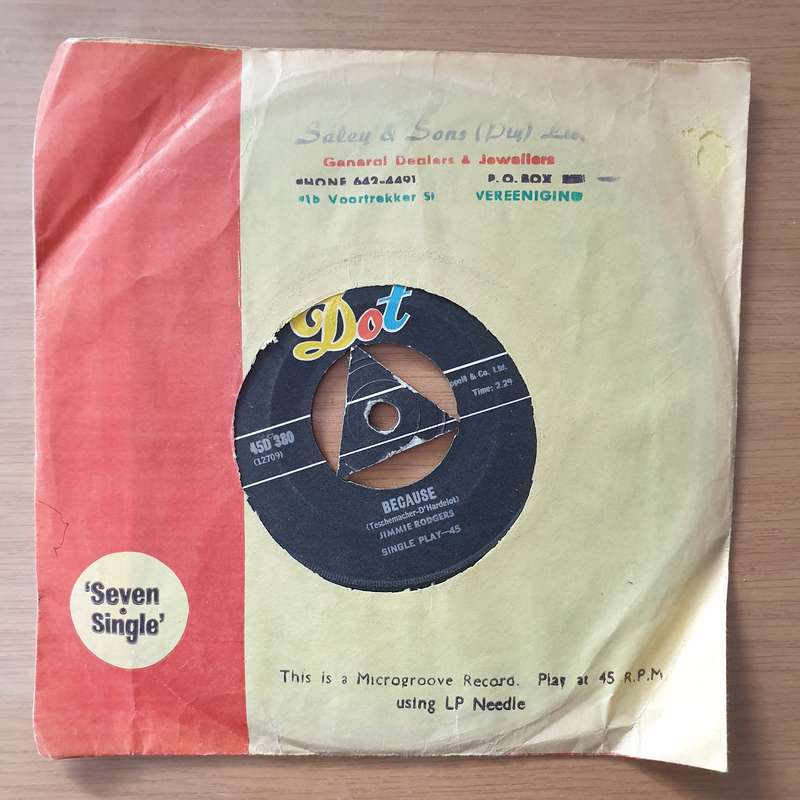 Saley & Sons (Pty) Ltd.
General Dealers & Jewellers
PHONE 642-4491 P.O. BOX
Voortrekker St VEREENIGING
Dot
& Co. Ltd.
Time: 2.29
45D 380
(12709)
BECAUSE
(Teschemacher-D'Hardelot)
JIMMIE RODGERS
SINGLE PLAY—45
'Seven
Single'
This is a Microgroove Record. Play at 45 R.P.M
using LP Needle